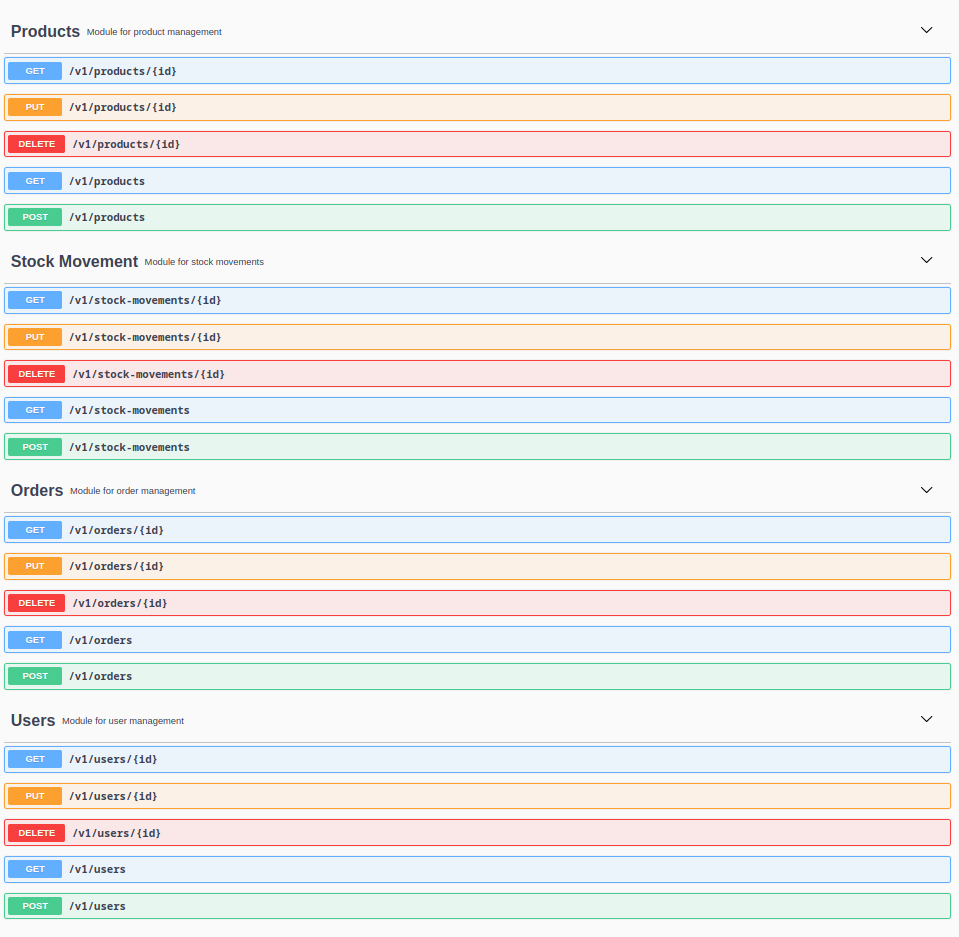 Products Module for product management
GET /v1/products/{id}
PUT /v1/products/{id}
DELETE /v1/products/{id}
GET /v1/products
POST /v1/products
Stock Movement Module for stock movements
GET /v1/stock-movements/{id}
PUT /v1/stock-movements/{id}
DELETE /v1/stock-movements/{id}
GET /v1/stock-movements
POST /v1/stock-movements
Orders Module for order management
GET /v1/orders/{id}
PUT /v1/orders/{id}
DELETE /v1/orders/{id}
GET /v1/orders
POST /v1/orders
Users Module for user management
GET /v1/users/{id}
PUT /v1/users/{id}
DELETE /v1/users/{id}
GET /v1/users
POST /v1/users